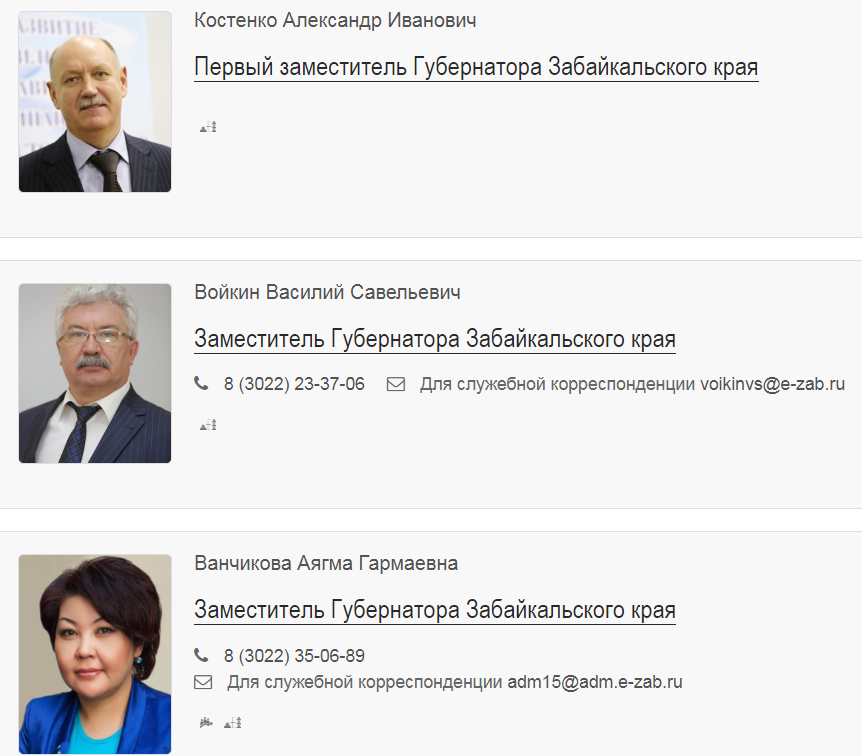 Костенко Александр Иванович
Первый заместитель Губернатора Забайкальского края
Войкин Василий Савельевич
Заместитель Губернатора Забайкальского края
8 (3022) 23-37-06 Для служебной корреспонденции voikinvs@e-zab.ru
Ванчикова Аягма Гармаевна
Заместитель Губернатора Забайкальского края
8 (3022) 35-06-89
Для служебной корреспонденции adm15@adm.e-zab.ru